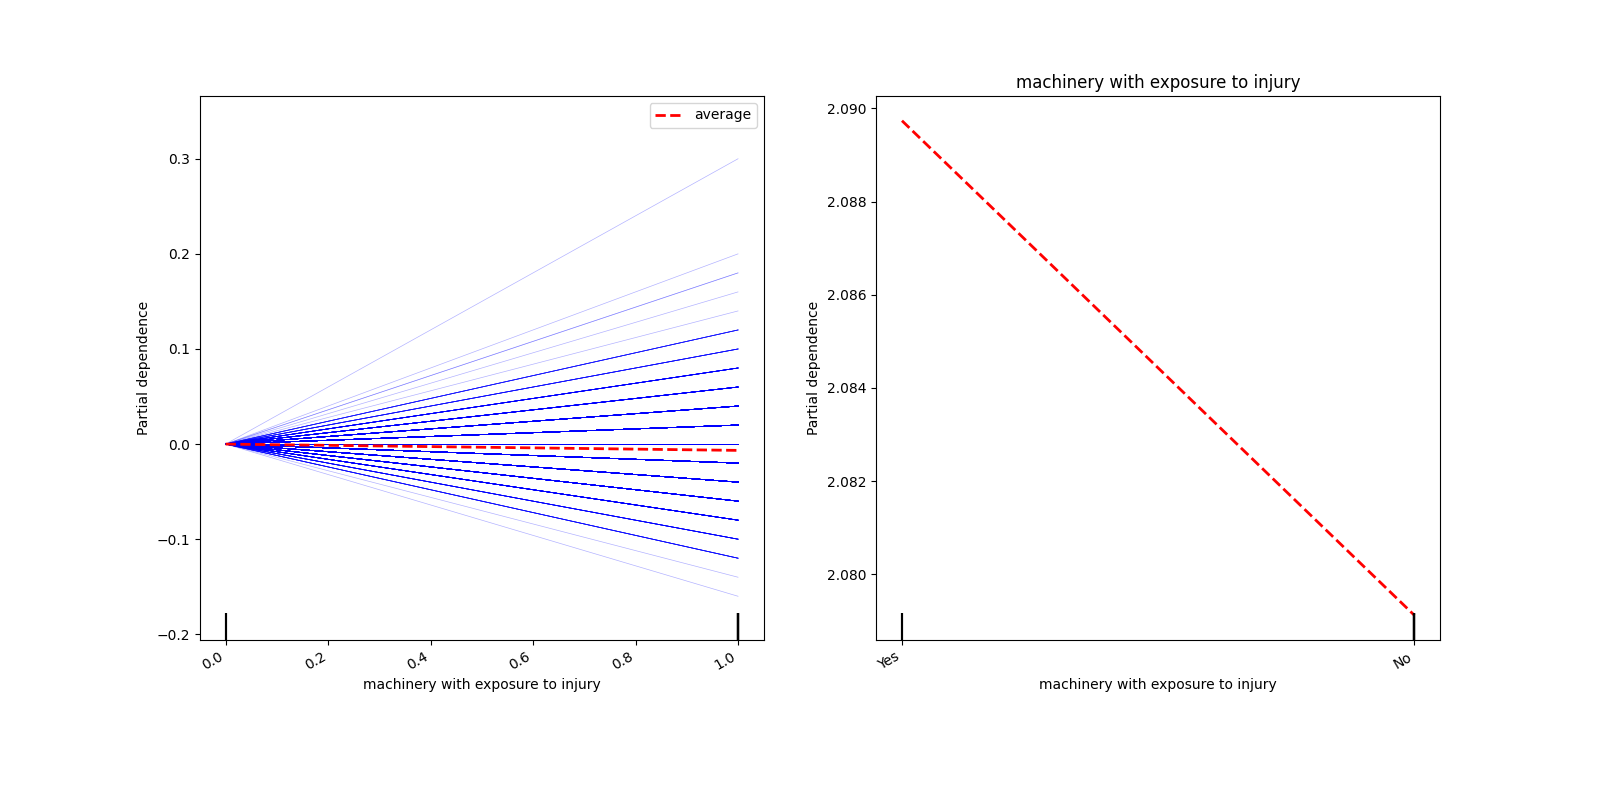 average
0.3
0.2
0.1
0.0
−0.1
−0.2
Partial dependence
0.0
0.2
0.4
0.6
0.8
1.0
machinery with exposure to injury
machinery with exposure to injury
2.090
2.088
2.086
2.084
2.082
2.080
Partial dependence
Yes
No
machinery with exposure to injury